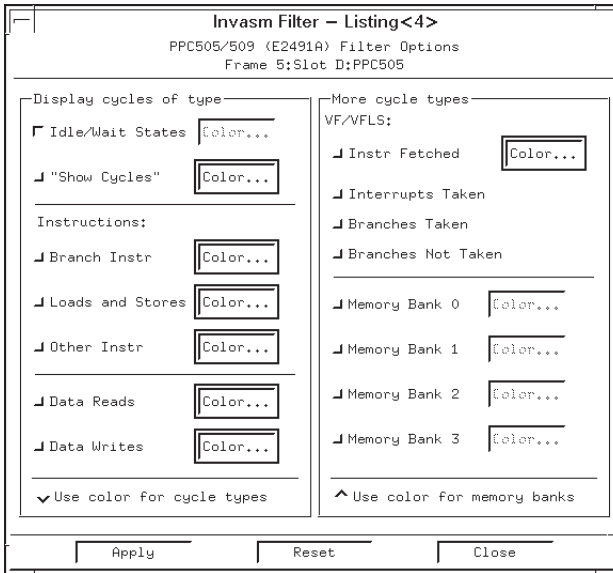 Invasm Filter – Listing<4>
PPC505/509 (E2491A) Filter Options
Frame 5:Slot D:PPC505
Display cycles of type
Idle/Wait States Color...
"Show Cycles" Color...
Instructions:
Branch Instr Color...
Loads and Stores Color...
Other Instr Color...
Data Reads Color...
Data Writes Color...
Use color for cycle types
More cycle types
VF/VFLS:
Instr Fetched Color...
Interrupts Taken
Branches Taken
Branches Not Taken
Memory Bank 0 Color...
Memory Bank 1 Color...
Memory Bank 2 Color...
Memory Bank 3 Color...
Use color for memory banks
Apply Reset Close